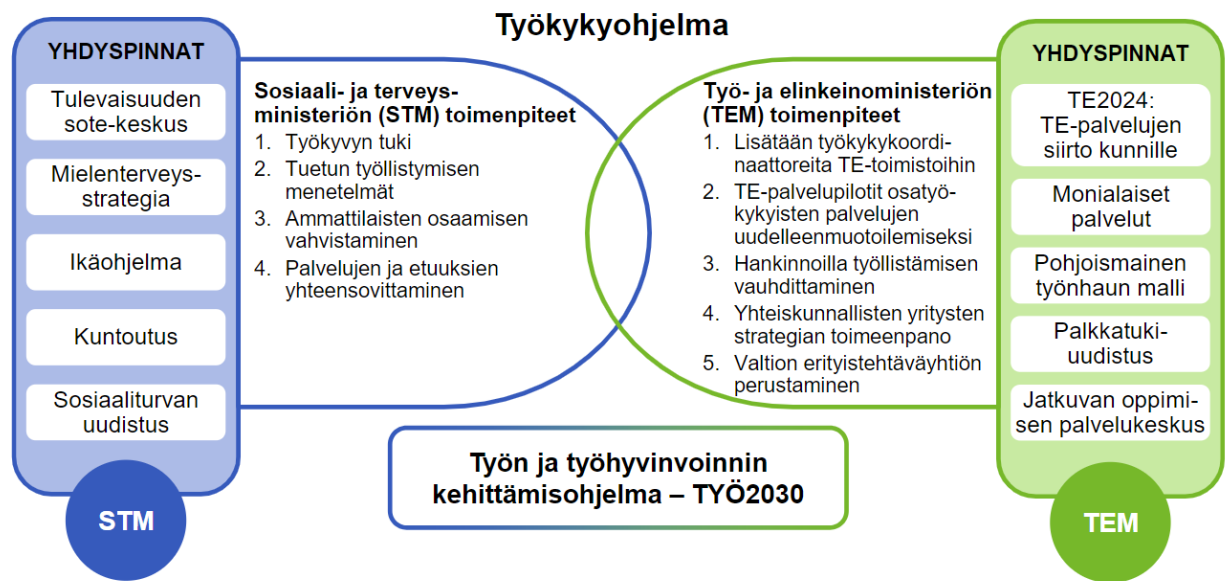 Työkykyohjelma
YHDYSPINNAT
Tulevaisuuden
sote-keskus
Mielenterveys-
strategia
Ikäohjelma
Kuntoutus
Sosiaaliturvan
uudistus
STM
Sosiaali- ja terveys-
ministeriön (STM) toimenpiteet
1. Työkyvyn tuki
2. Tuetun työllistymisen
menetelmät
3. Ammattilaisten osaamisen
vahvistaminen
4. Palvelujen ja etuuksien
yhteensovittaminen
Työ- ja elinkeinoministeriön
(TEM) toimenpiteet
1. Lisätään työkykykoordi-
naattoreita TE-toimistoihin
2. TE-palvelupilotit osatyö-
kykyisten palvelujen
uudelleenmuotoilemiseksi
3. Hankinnoilla työllistämisen
vauhdittaminen
4. Yhteiskunnallisten yritysten
strategian toimeenpano
5. Valtion erityistehtäväyhtiön
perustaminen
Työn ja työhyvinvoinnin
kehittämisohjelma – TYÖ2030
YHDYSPINNAT
TE2024:
TE-palvelujen
siirto kunnille
Monialaiset
palvelut
Pohjoismainen
työnhaun malli
Palkkatuki-
uudistus
Jatkuvan oppimi-
sen palvelukeskus
TEM